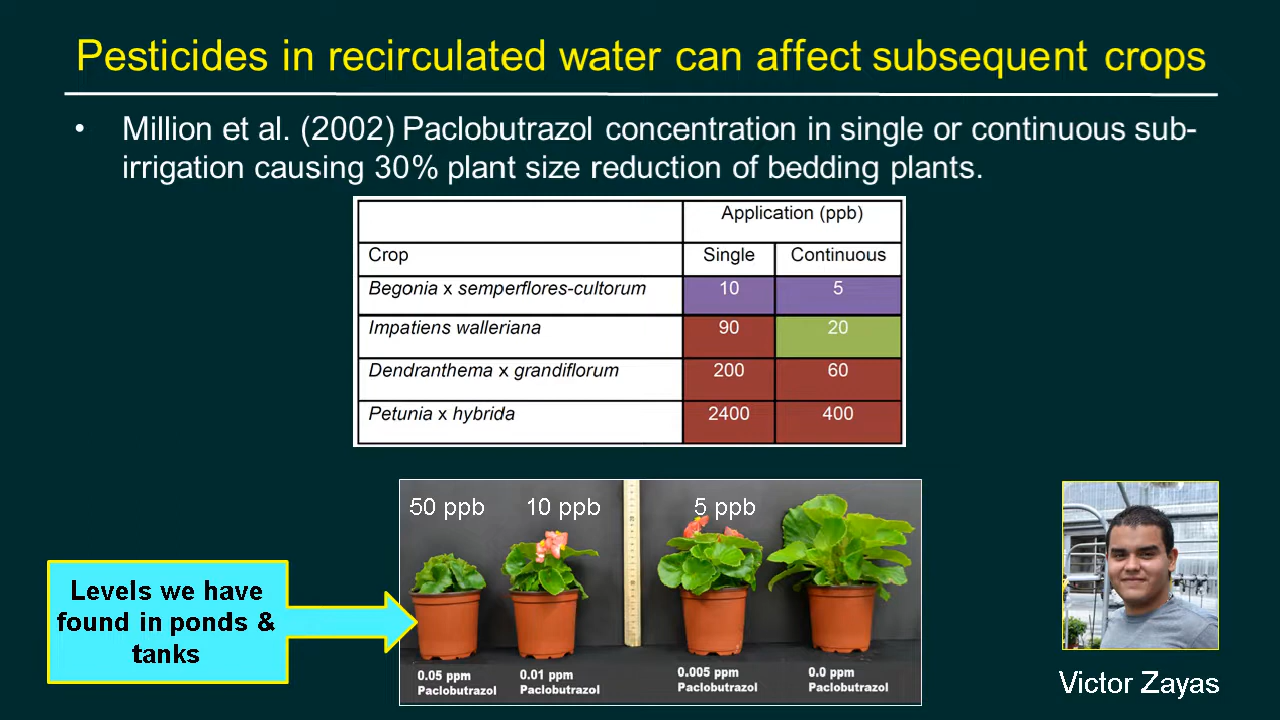 Pesticides in recirculated water can affect subsequent crops
• Million et al. (2002) Paclobutrazol concentration in single or continuous sub-
irrigation causing 30% plant size reduction of bedding plants.
Application (ppb)
Crop Single Continuous
Begonia x semperflores-cultorum 10 5
Impatiens walleriana 90 20
Dendranthema x grandiflorum 200 60
Petunia x hybrida 2400 400
50 ppb 10 ppb 5 ppb
Levels we have
found in ponds &
tanks
0.05 ppm
Paclobutrazol
0.01 ppm
Paclobutrazol
0.005 ppm
Paclobutrazol
0.0 ppm
Paclobutrazol
Victor Zayas